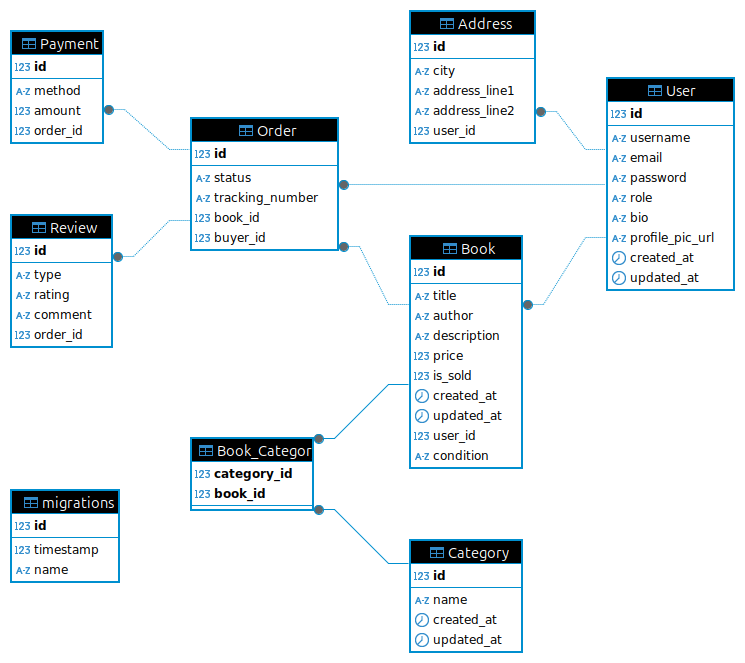 Payment
123 id
A-Z method
123 amount
123 order_id
Review
123 id
A-Z type
A-Z rating
A-Z comment
123 order_id
migrations
123 id
123 timestamp
A-Z name
Order
123 id
A-Z status
A-Z tracking_number
123 book_id
123 buyer_id
Book_Categor
123 category_id
123 book_id
Address
123 id
A-Z city
A-Z address_line1
A-Z address_line2
123 user_id
Book
123 id
A-Z title
A-Z author
A-Z description
123 price
123 is_sold
created_at
updated_at
123 user_id
A-Z condition
Category
123 id
A-Z name
created_at
updated_at
User
123 id
A-Z username
A-Z email
A-Z password
A-Z role
A-Z bio
A-Z profile_pic_url
created_at
updated_at